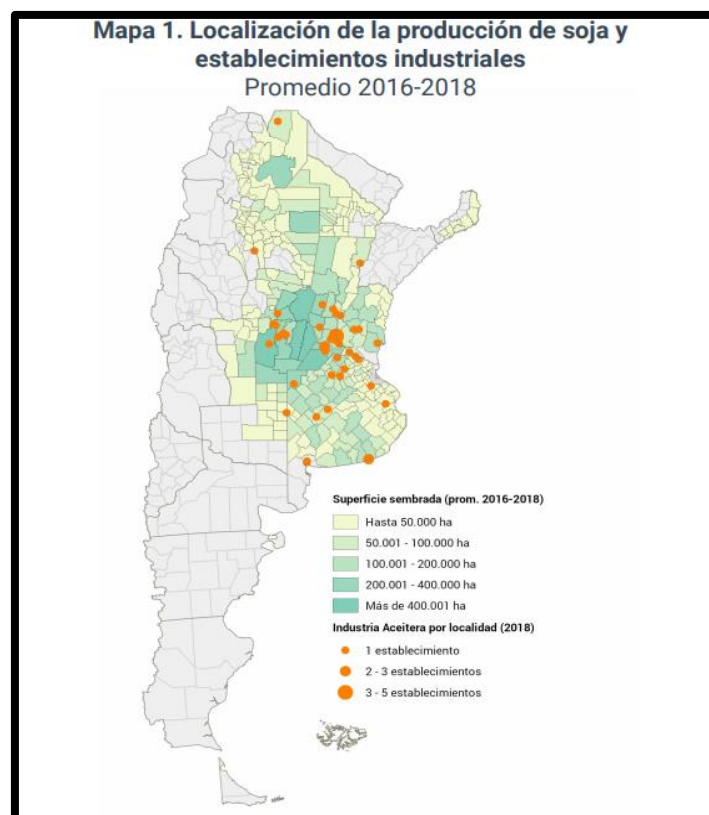 Mapa 1. Localización de la producción de soja y
establecimientos industriales
Promedio 2016-2018
Superficie sembrada (prom. 2016-2018)
Hasta 50.000 ha
50.001 - 100.000 ha
100.001 - 200.000 ha
200.001 - 400.000 ha
Más de 400.001 ha
Industria Aceitera por localidad (2018)
1 establecimiento
2 - 3 establecimientos
3 - 5 establecimientos